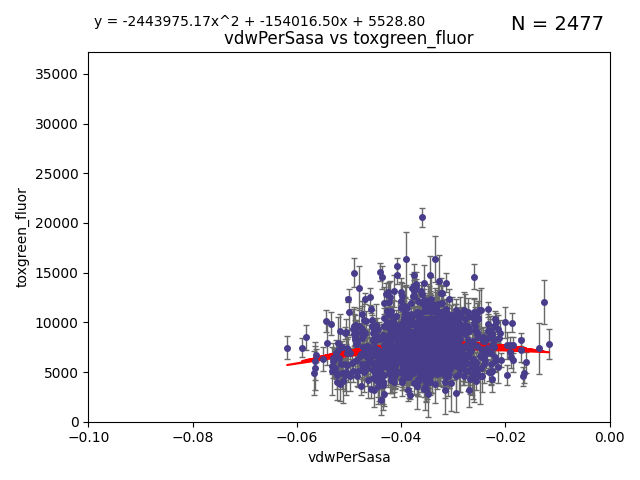 y = -2443975.17x^2 + -154016.50x + 5528.80
N = 2477
vdwPerSasa vs toxgreen_fluor
35000
30000
25000
20000
15000
10000
5000
0
toxgreen_fluor
−0.10
−0.08
−0.06
−0.04
−0.02
0.00
vdwPerSasa